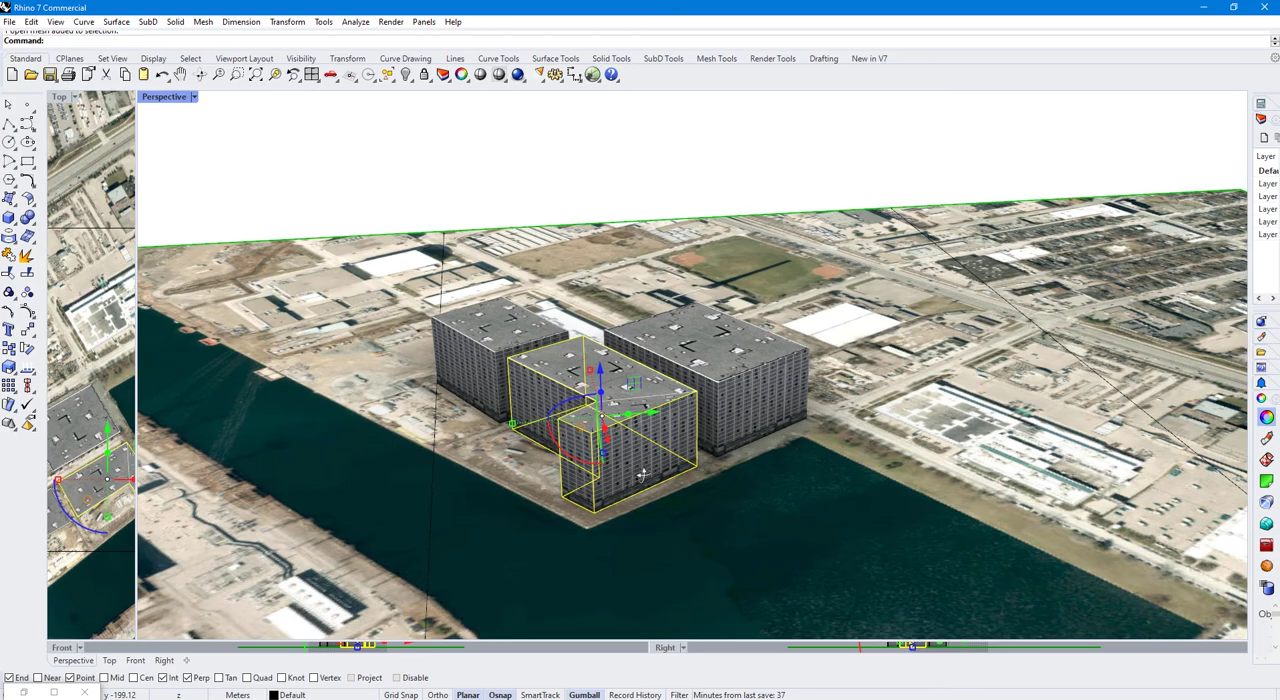 Rhino 7 Commercial
File Edit View Curve Surface SubD Solid Mesh Dimension Transform Tools Analyze Render Panels Help
1 open mesh added to selection.
Command:
Standard CPlanes Set View Display Select Viewport Layout Visibility Transform Curve Drawing Curve Tools Surface Tools Solid Tools SubD Tools Mesh Tools Render Tools Drafting New in V7
Top Perspective
Layer
Defau
Layer
Layer
Layer
Layer
Layer
Ob
Front Right
Perspective Top Front Right
End Near Point Mid Cen Int Perp Tan Quad Knot Vertex Project Disable
y -199.12 z Meters Default Grid Snap Ortho Planar Osnap SmartTrack Gumball Record History Filter Minutes from last save: 37